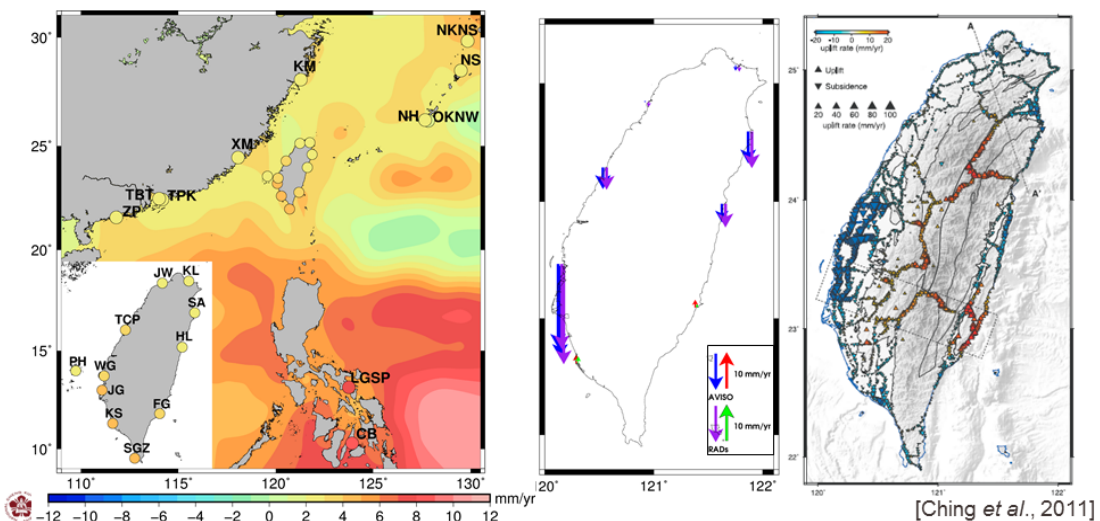 30°
25°
20°
15°
10°
110°
115°
120°
125°
130°
NKNS
NS
KM
NH
OKNW
XM
TBT
TPK
ZP
LGSP
CB
JW
KL
SA
TCP
HL
PH
WG
JG
KS
FG
SGZ
-12 -10 -8 -6 -4 -2 0 2 4 6 8 10 12 mm/yr
10 mm/yr
AVISO
10 mm/yr
RADs
120°
121°
122°
-20 -10 0 10 20
uplift rate (mm/yr)
Uplift
Subsidence
20 40 60 80 100
uplift rate (mm/yr)
A
A'
25°
24°
23°
22°
120°
121°
122°
[Ching et al., 2011]